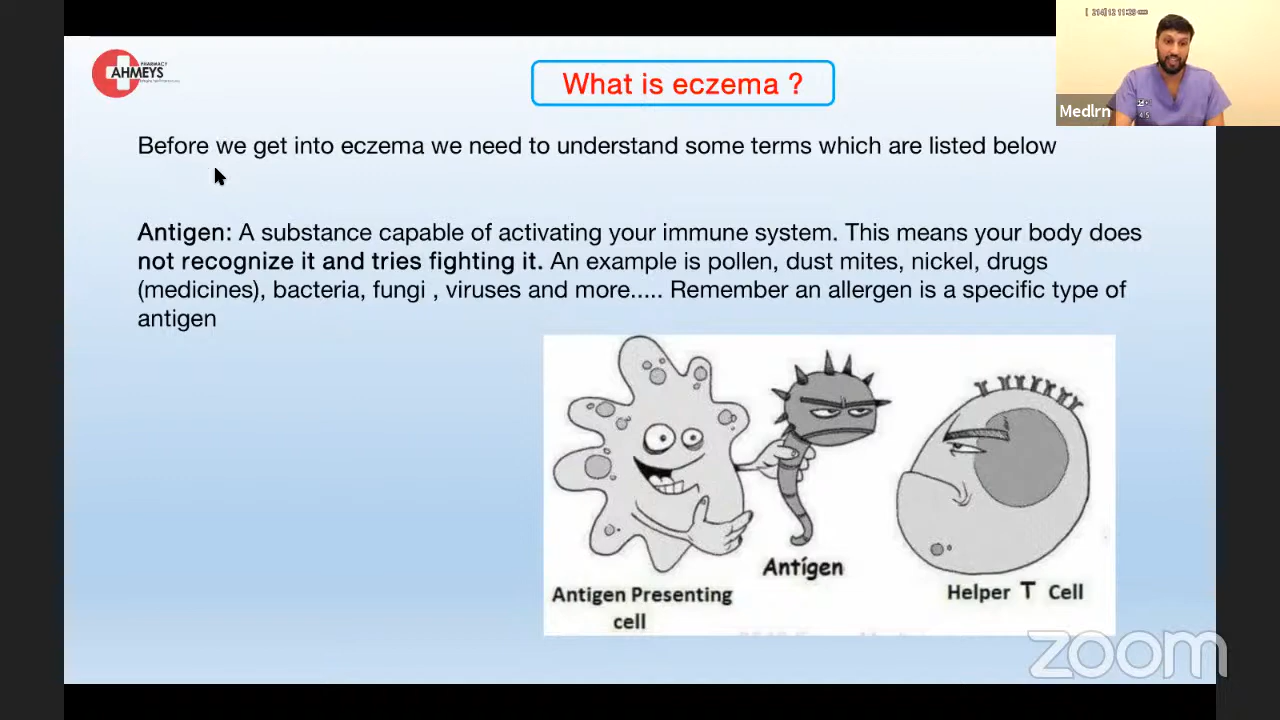 PHARMACY
AHMEYS
What is eczema ?
Medlrn
Before we get into eczema we need to understand some terms which are listed below
Antigen: A substance capable of activating your immune system. This means your body does
not recognize it and tries fighting it. An example is pollen, dust mites, nickel, drugs
(medicines), bacteria, fungi , viruses and more..... Remember an allergen is a specific type of
antigen
Antigen
Antigen Presenting
cell
Helper T Cell
zoom